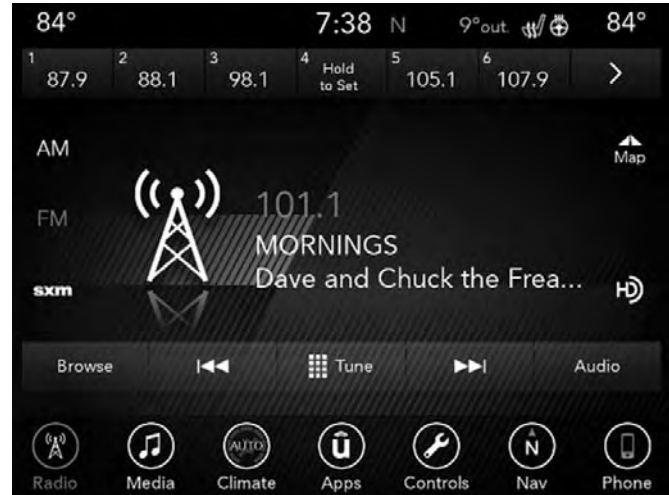 84° 7:38 N 9°out. 84°
1 87.9 2 88.1 3 98.1 4 Hold to Set 5 105.1 6 107.9 >
AM
Map
FM
101.1
MORNINGS
Dave and Chuck the Frea...
sxm
HD
Browse Tune Audio
AUTO û N
Radio Media Climate Apps Controls Nav Phone